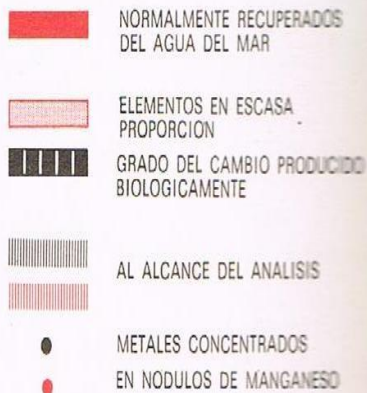 NORMALMENTE RECUPERADOS
DEL AGUA DEL MAR
ELEMENTOS EN ESCASA
PROPORCION
GRADO DEL CAMBIO PRODUCIDO
BIOLOGICAMENTE
AL ALCANCE DEL ANALISIS
METALES CONCENTRADOS
EN NODULOS DE MANGANESO